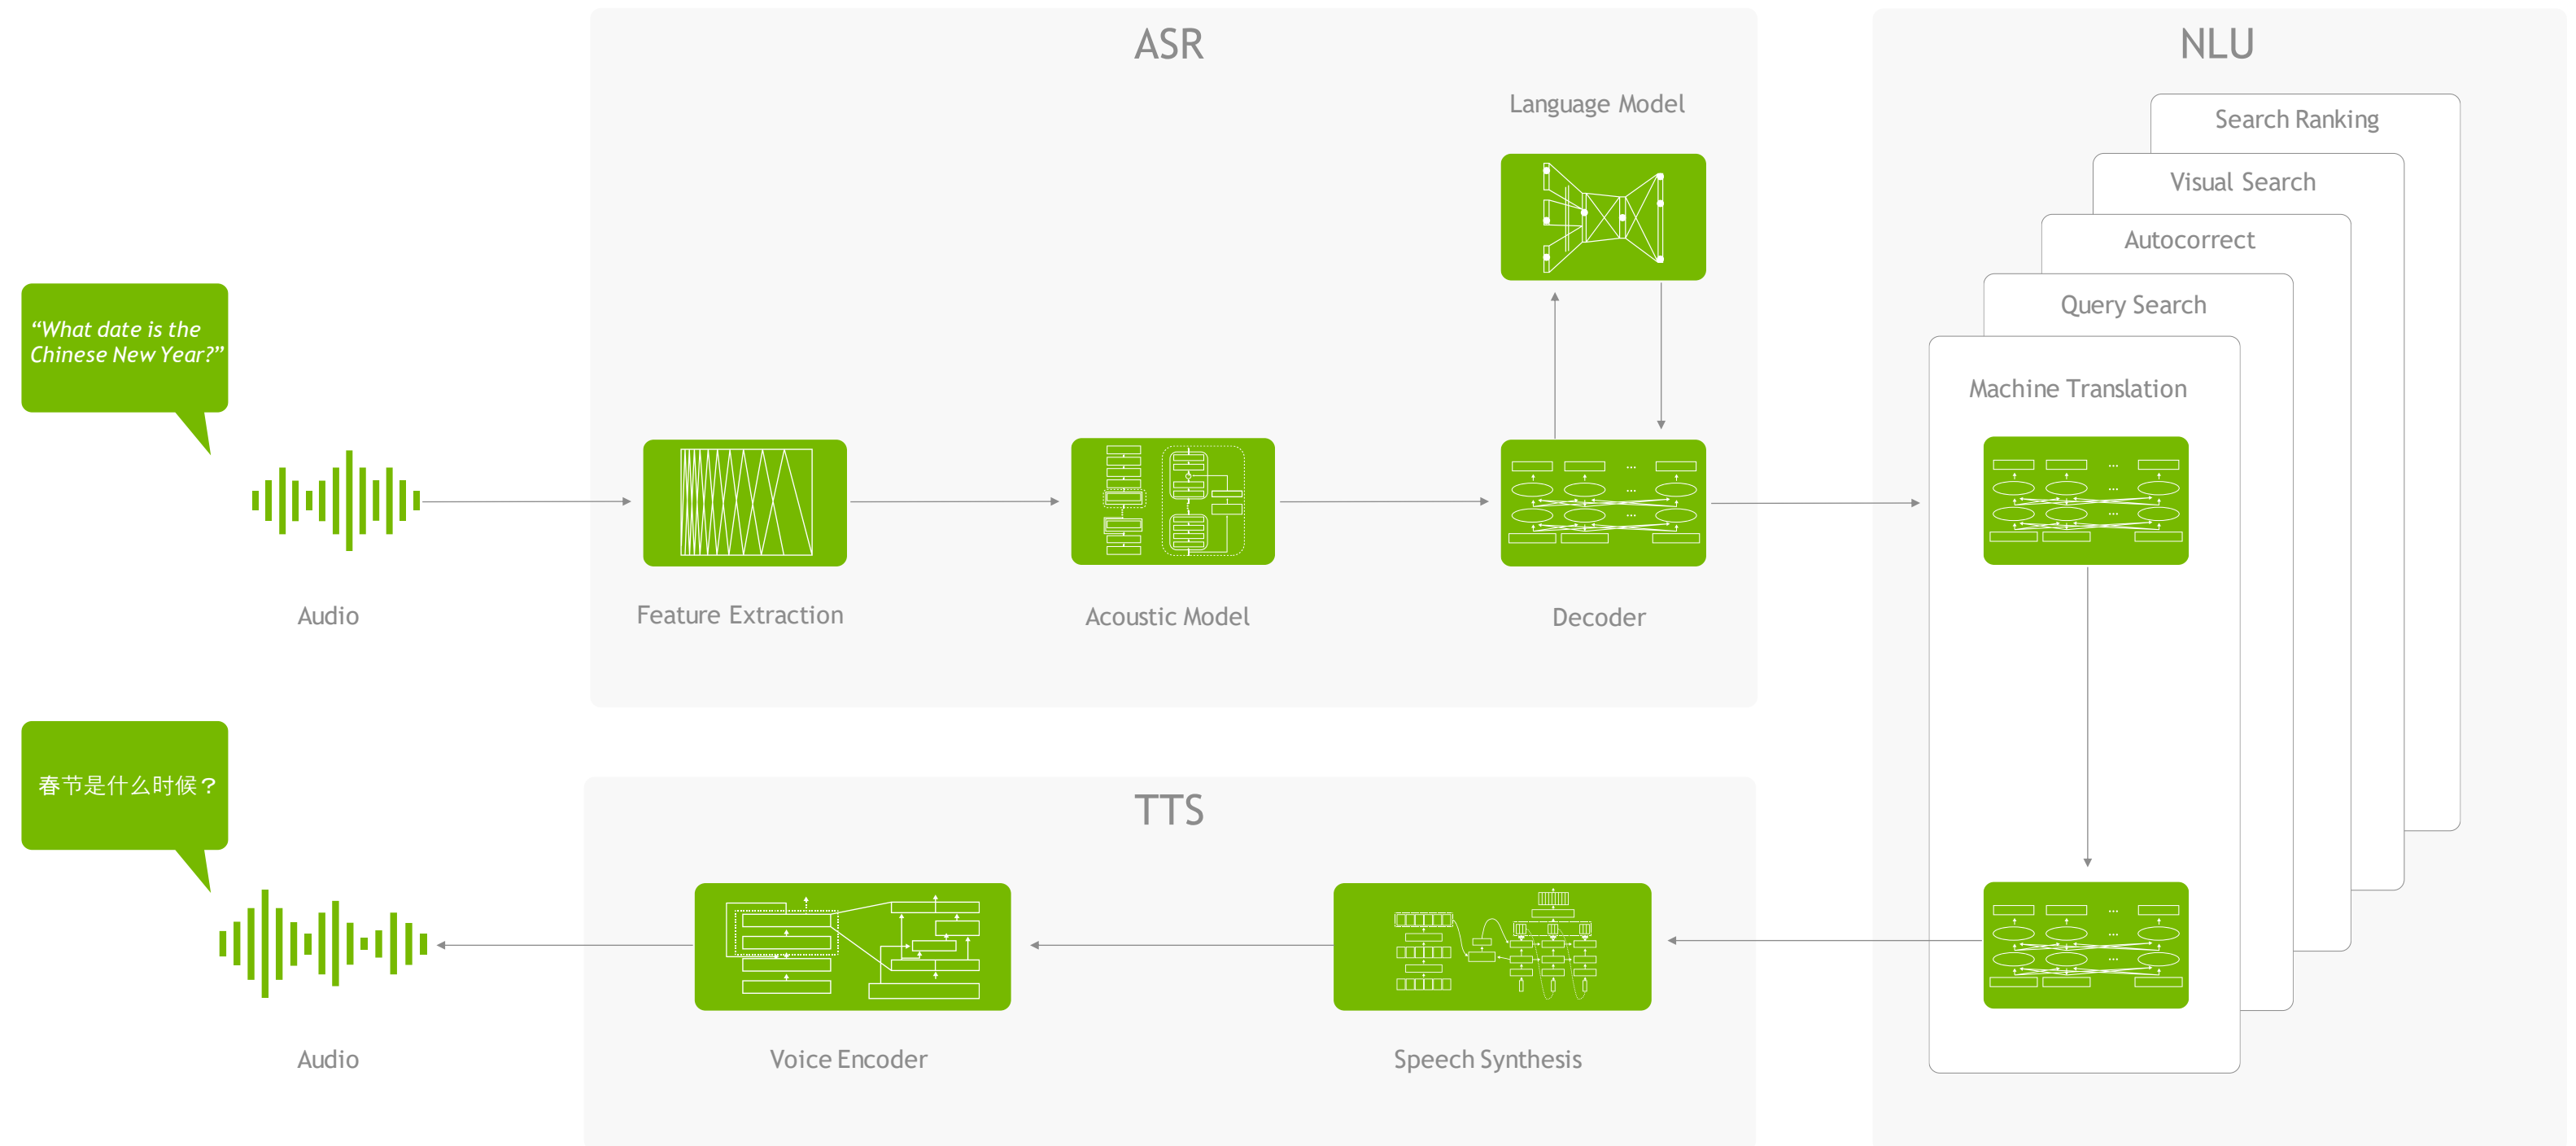 ASR
NLU
Language Model
Search Ranking
Visual Search
Autocorrect
Query Search
Machine Translation
“What date is the
Chinese New Year?”
Audio
Feature Extraction
Acoustic Model
Decoder
春节是什么时候？
TTS
Audio
Voice Encoder
Speech Synthesis